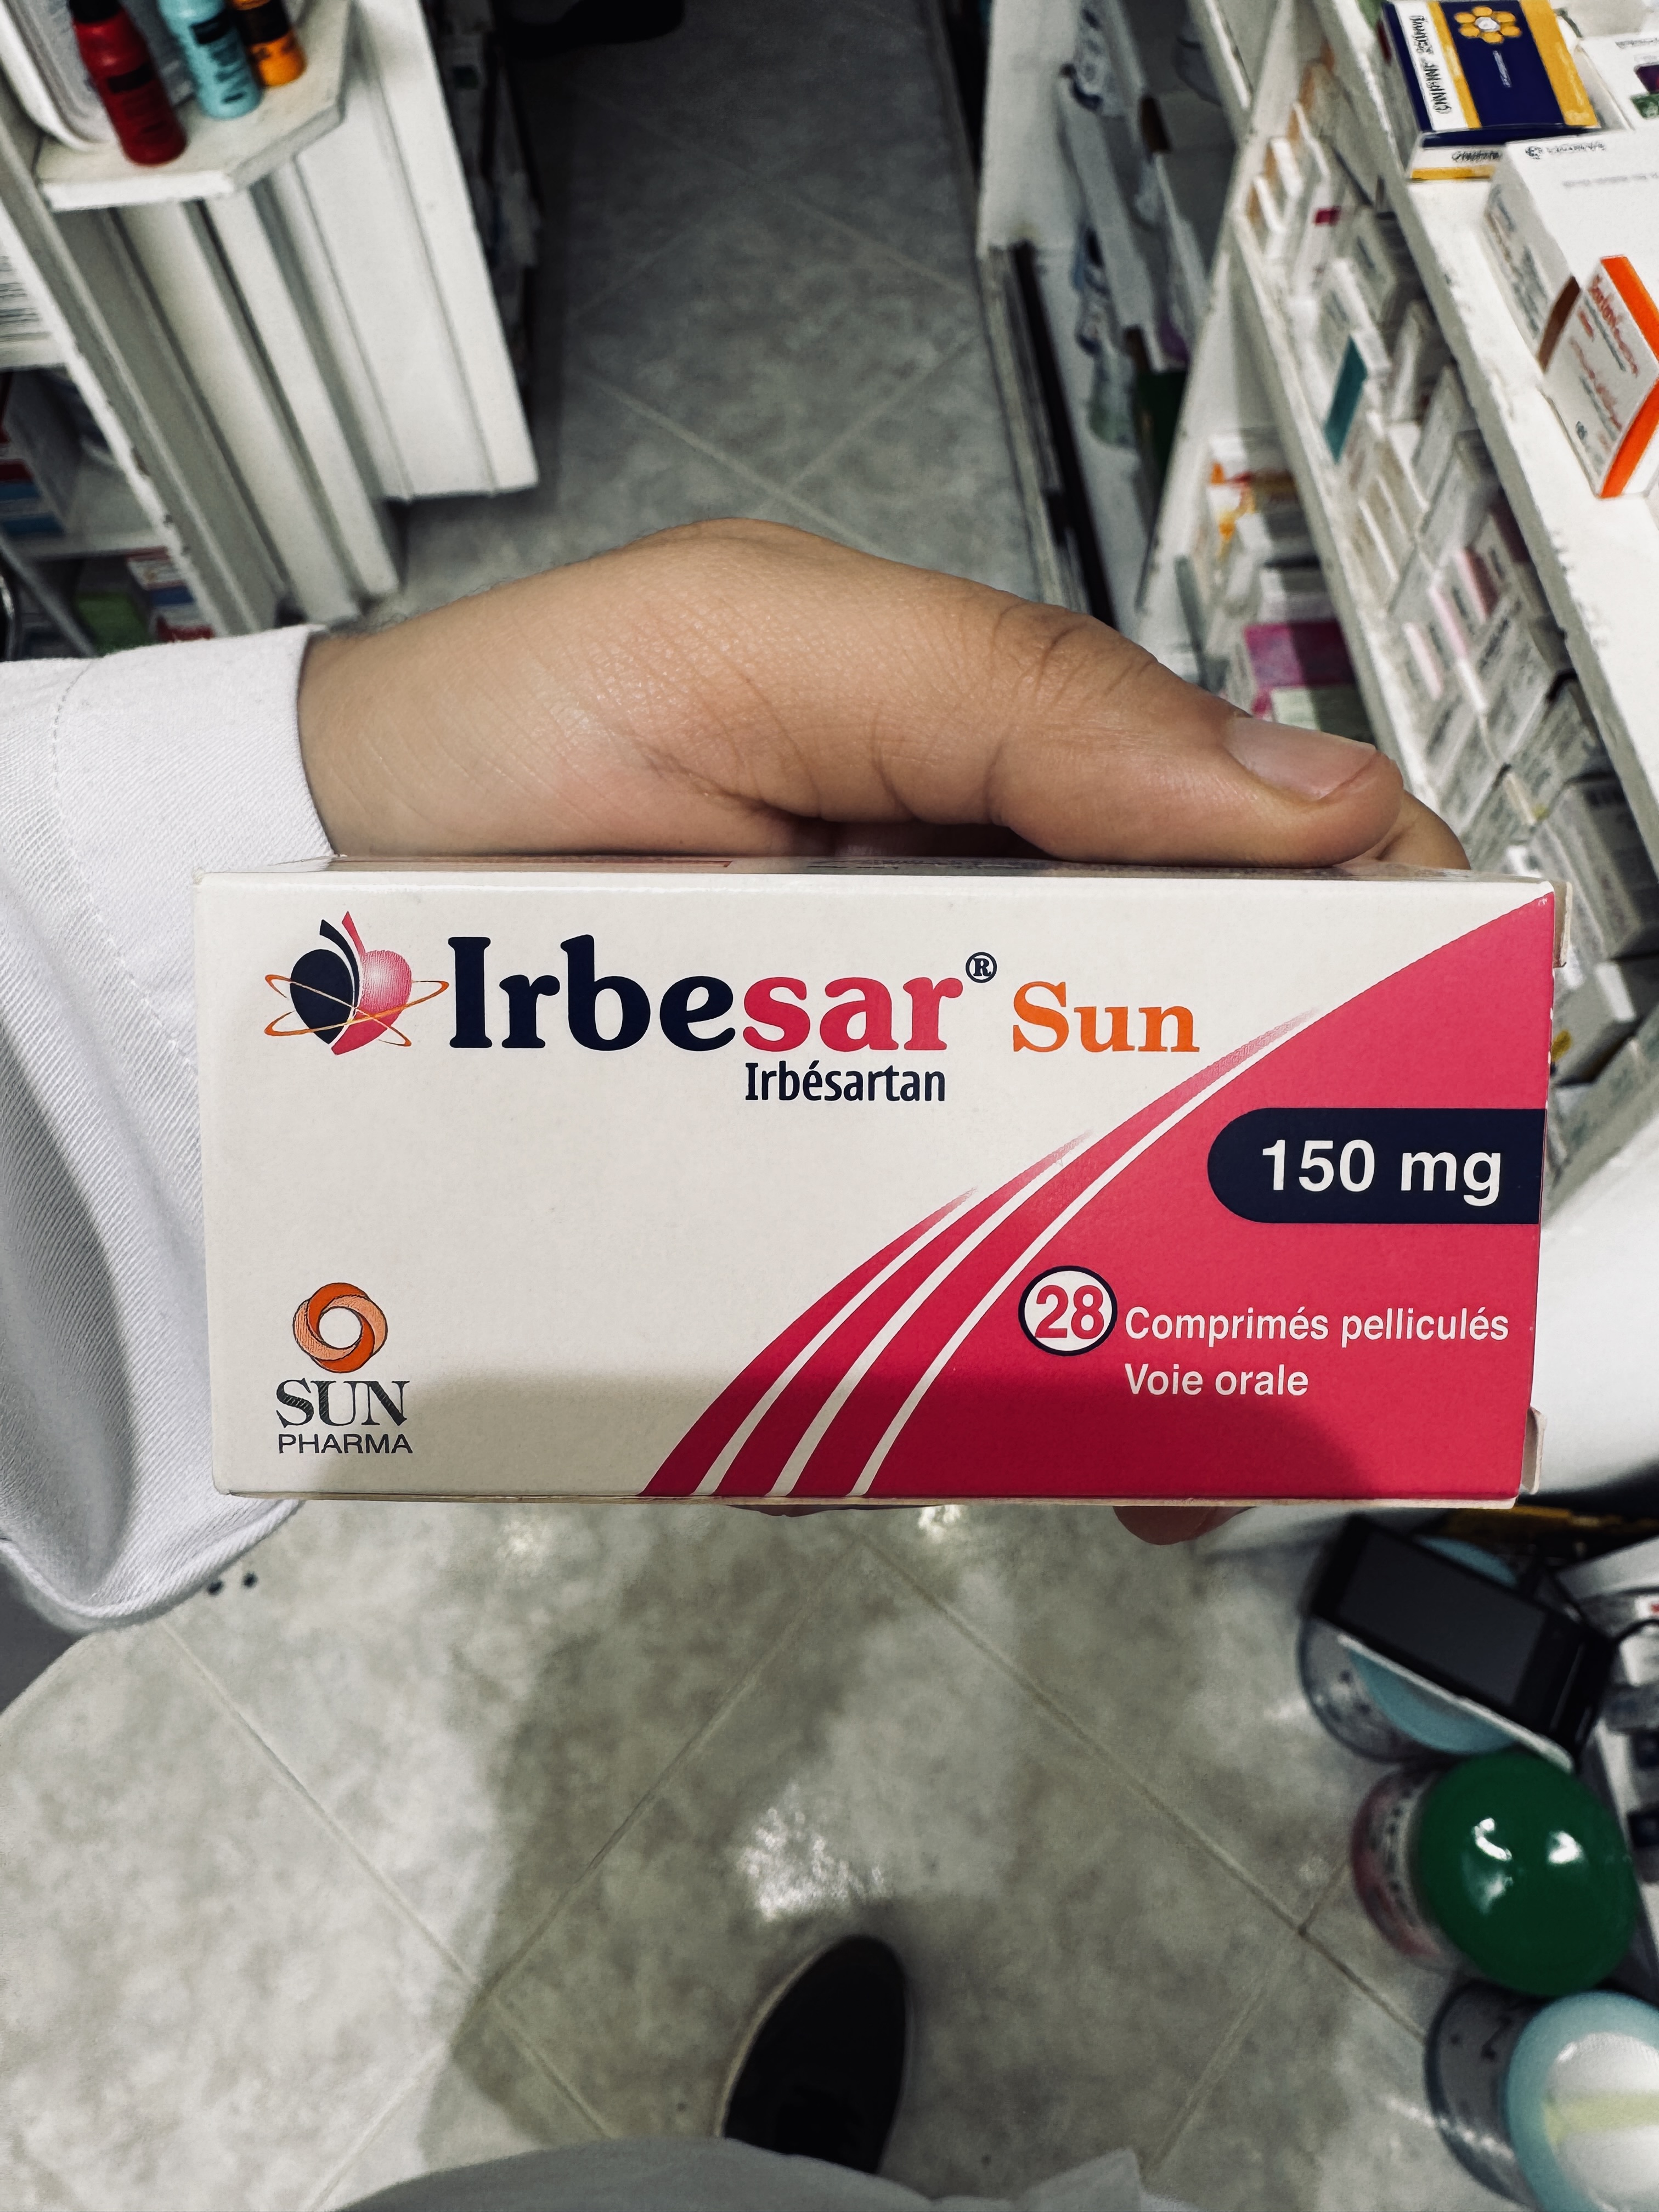 Irbesar® Sun
Irbésartan
150 mg
28 Comprimés pelliculés
Voie orale
SUN
PHARMA